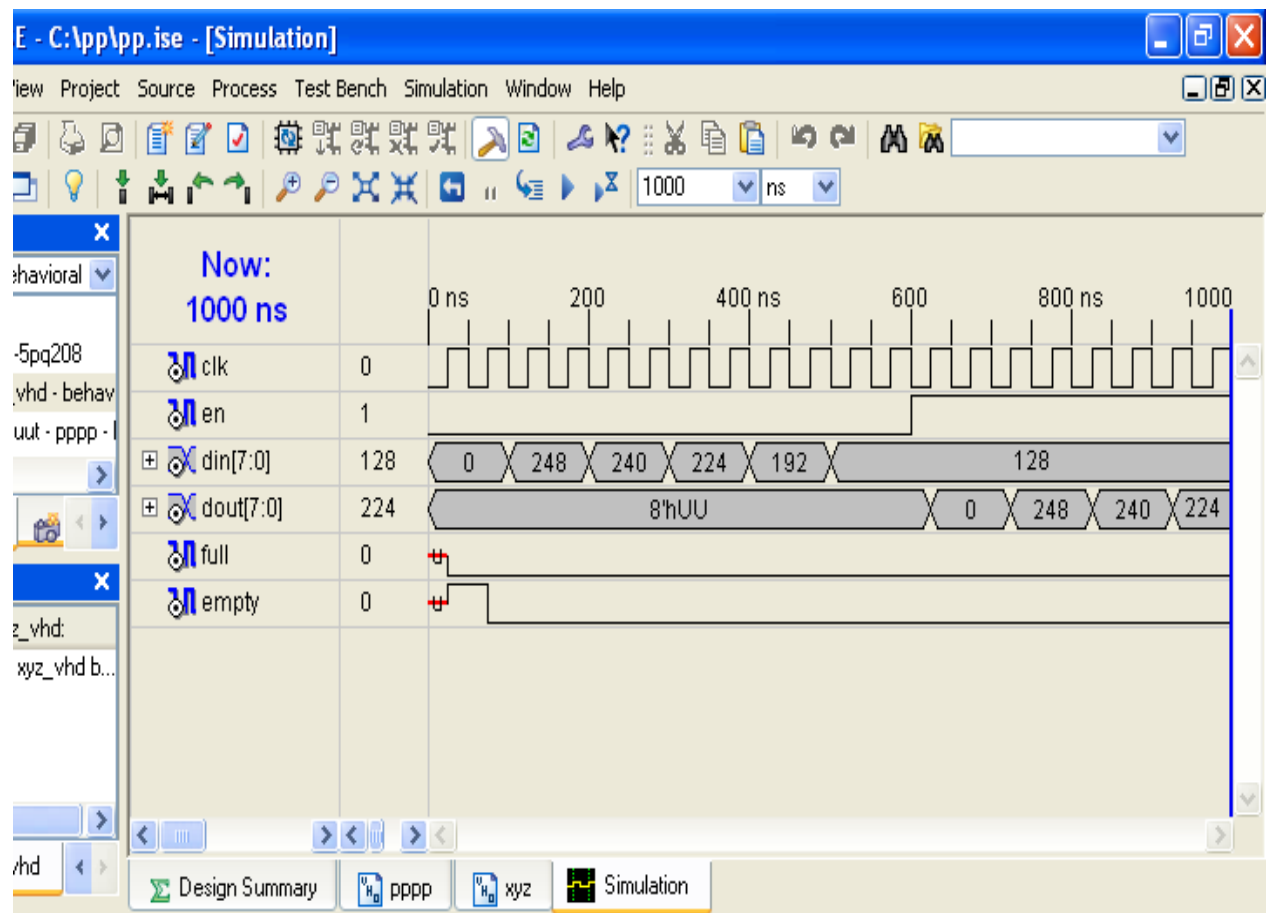 E - C:\pp\pp.ise - [Simulation]
View Project Source Process Test Bench Simulation Window Help
1000 ns
ehavioral
-5pq208
_vhd - behav
uut - pppp - I
z_vhd:
xyz_vhd b...
vhd
Now:
1000 ns
0 ns 200 400 ns 600 800 ns 1000
clk 0
en 1
din[7:0] 128 0 248 240 224 192 128
dout[7:0] 224 8'hUU 0 248 240 224
full 0 U
empty 0 U
Design Summary pppp xyz Simulation